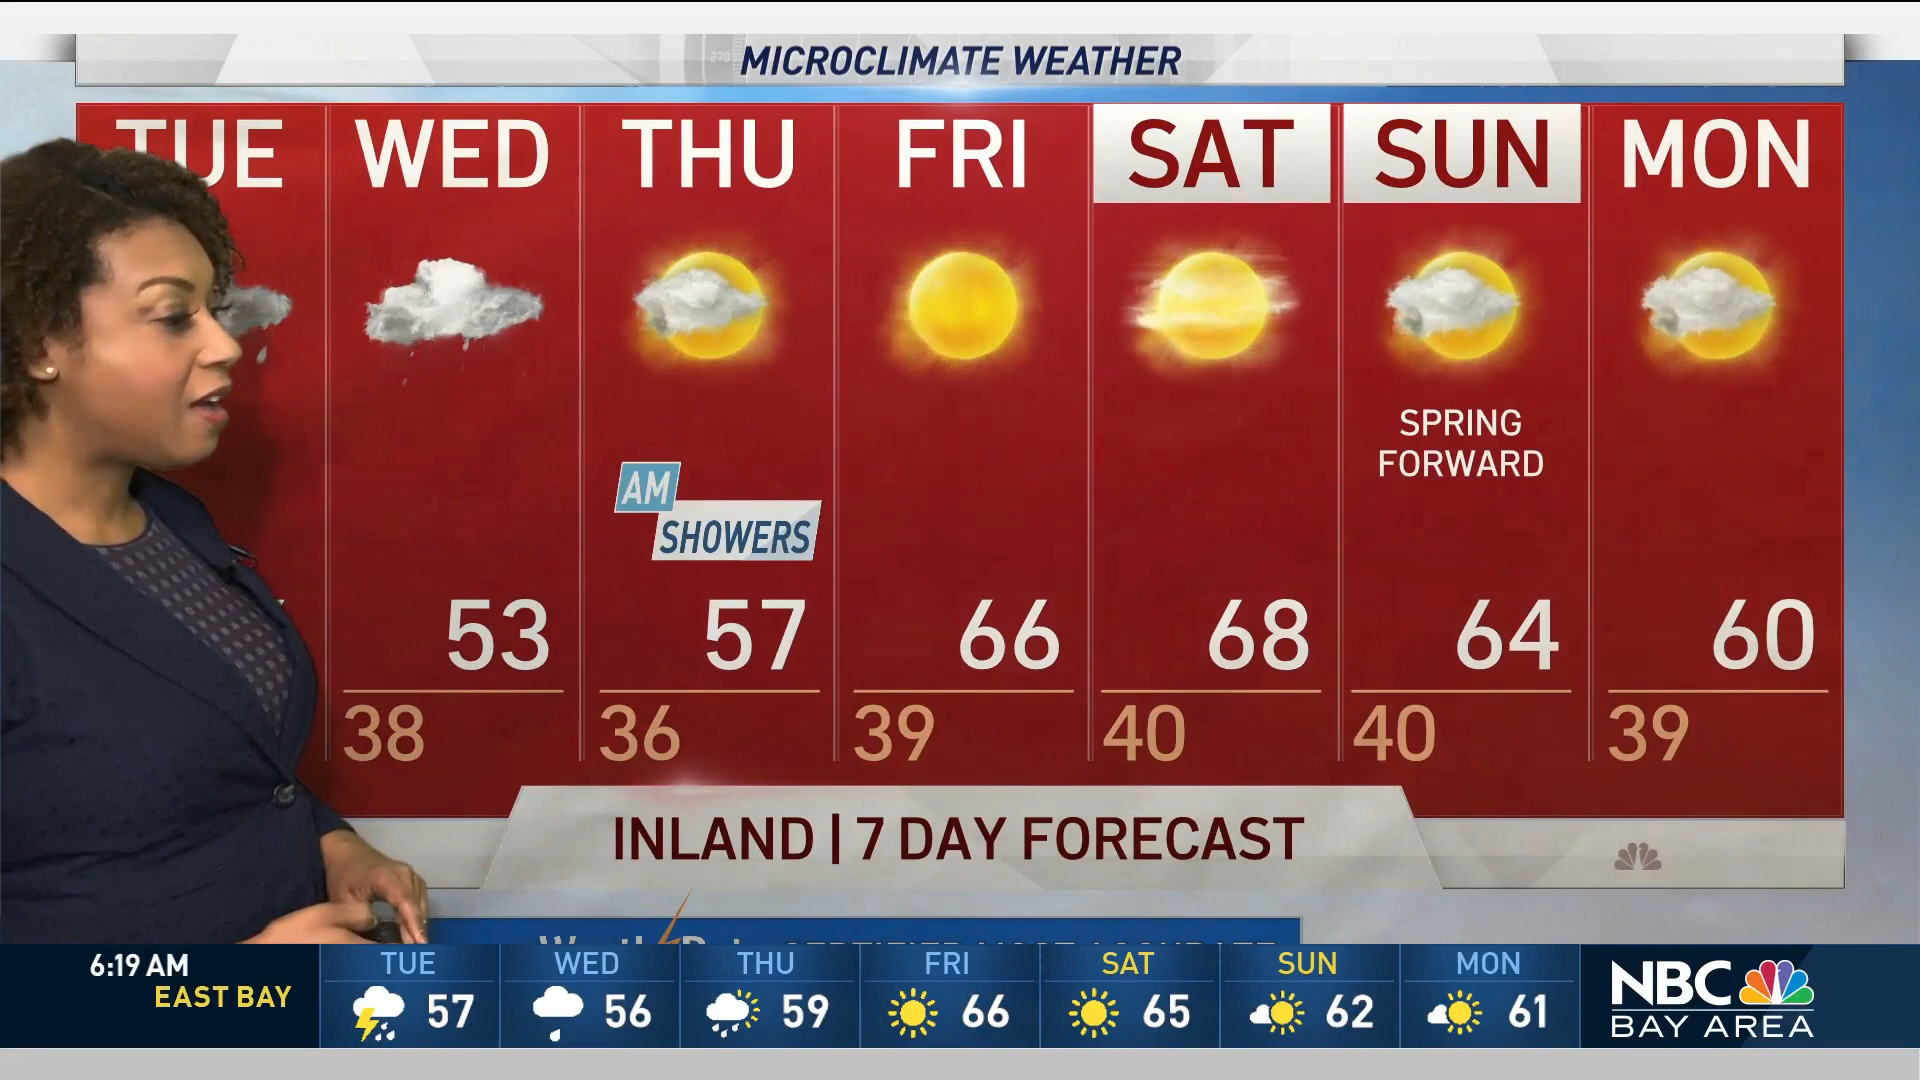 MICROCLIMATE WEATHER
TUE WED THU FRI SAT SUN MON
SPRING
FORWARD
AM
SHOWERS
53 57 66 68 64 60
38 36 39 40 40 39
INLAND | 7 DAY FORECAST
6:19 AM
EAST BAY
TUE WED THU FRI SAT SUN MON
57 56 59 66 65 62 61
NBC
BAY AREA